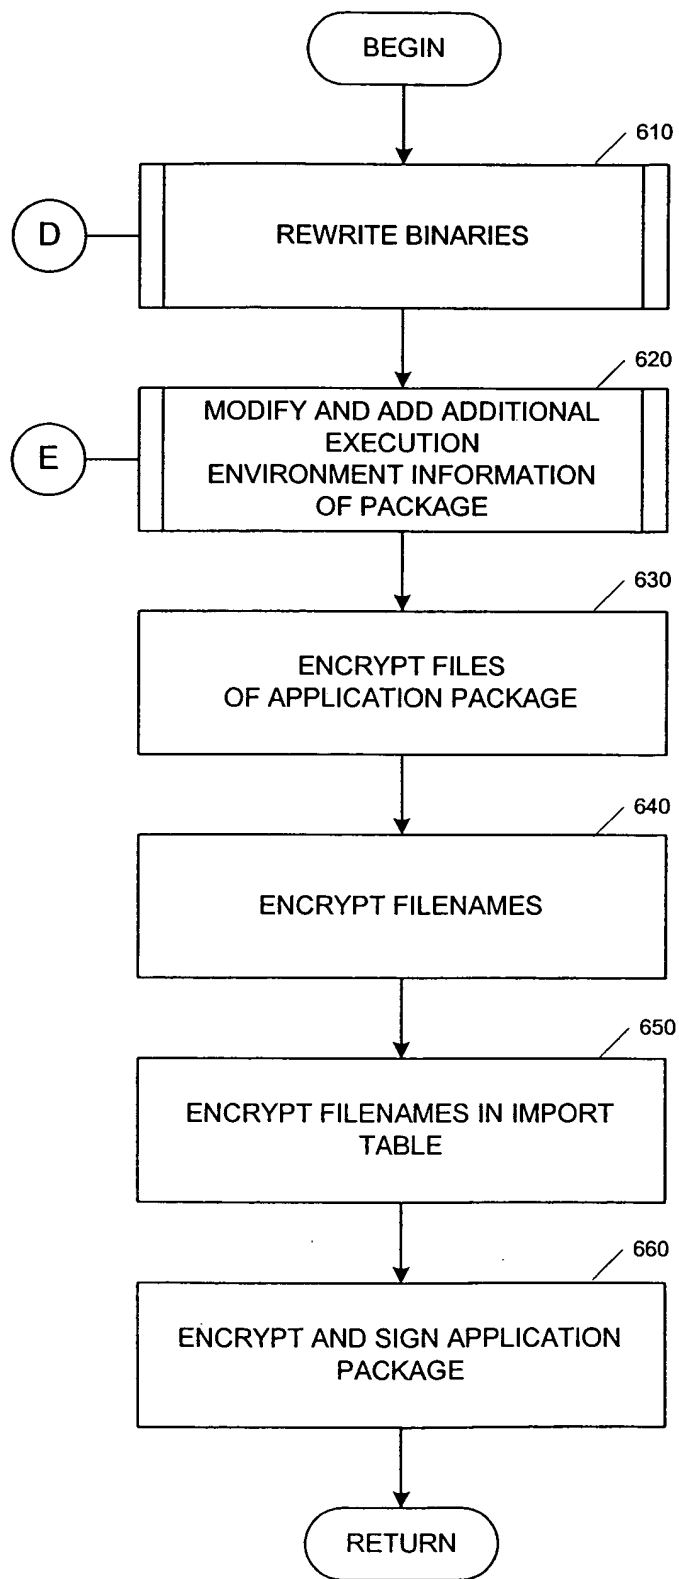 BEGIN
610
D
REWRITE BINARIES
620
E
MODIFY AND ADD ADDITIONAL
EXECUTION
ENVIRONMENT INFORMATION
OF PACKAGE
630
ENCRYPT FILES
OF APPLICATION PACKAGE
640
ENCRYPT FILENAMES
650
ENCRYPT FILENAMES IN IMPORT
TABLE
660
ENCRYPT AND SIGN APPLICATION
PACKAGE
RETURN